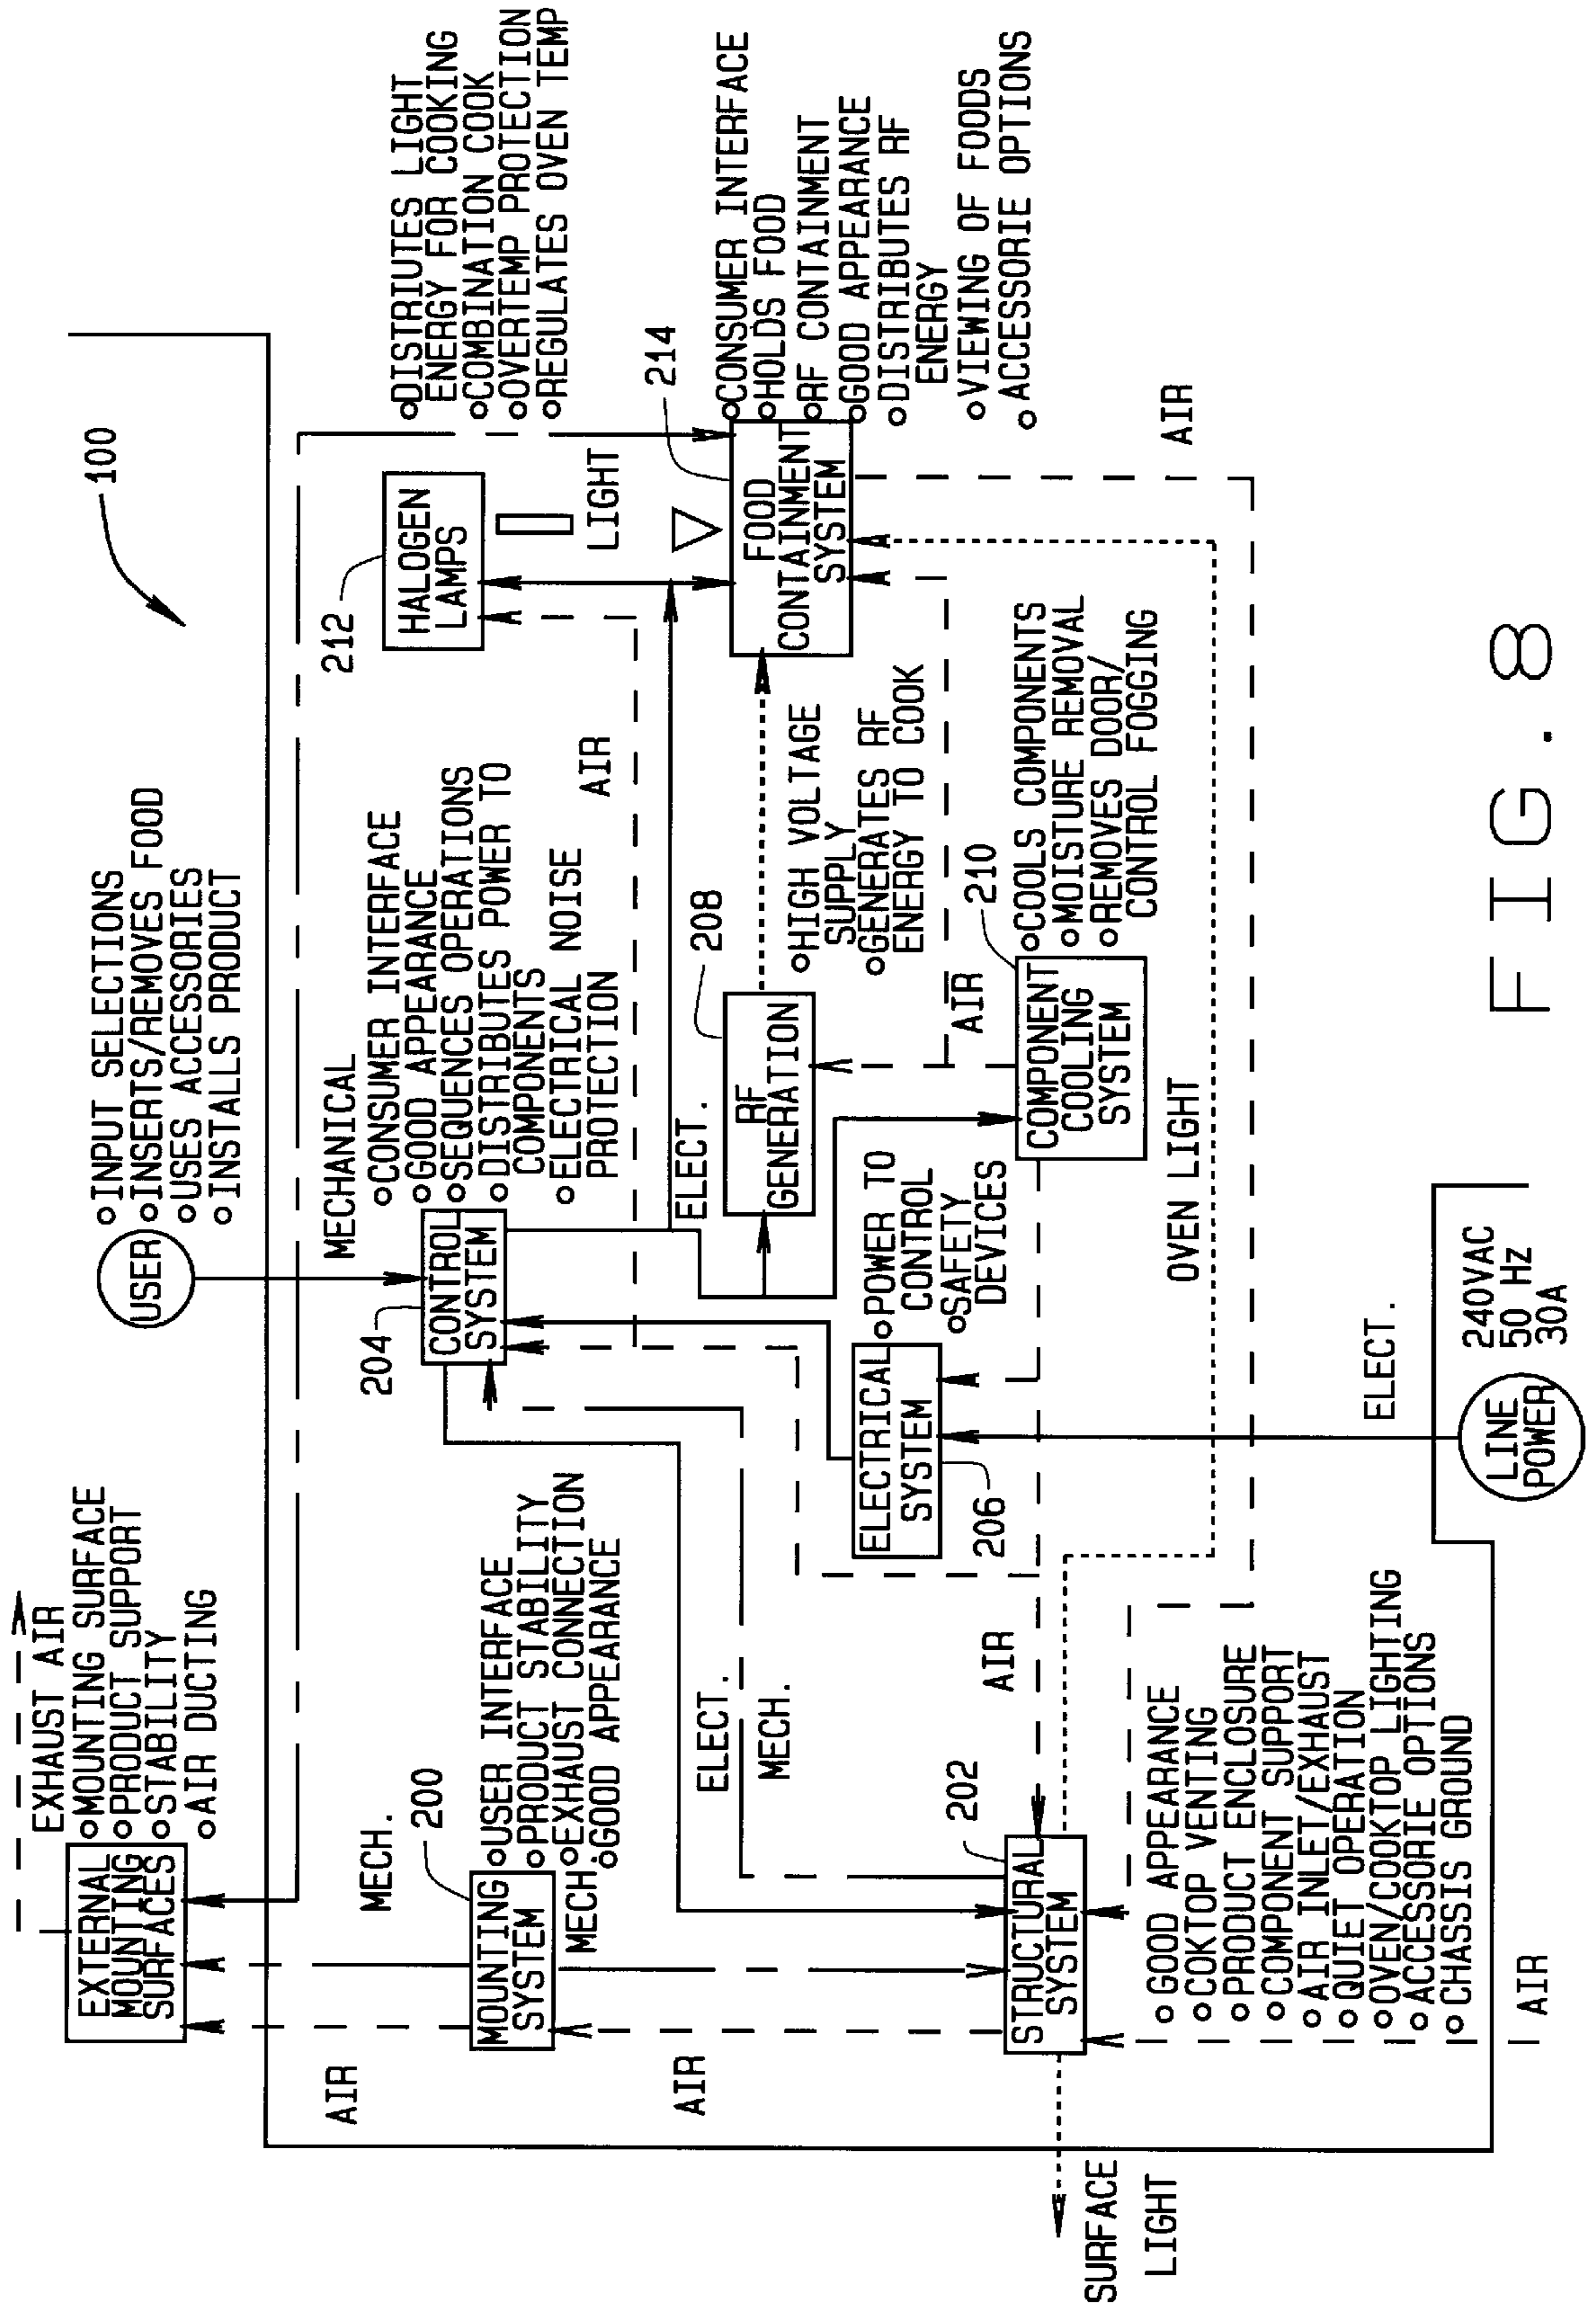 100
EXHAUST AIR
EXTERNAL
MOUNTING
SURFACES
o MOUNTING SURFACE
o PRODUCT SUPPORT
o STABILITY
o AIR DUCTING
USER
o INPUT SELECTIONS
o INSERTS/REMOVES FOOD
o USES ACCESSORIES
o INSTALLS PRODUCT
AIR
MECH.
MECHANICAL
200
MOUNTING
SYSTEM
o USER INTERFACE
o PRODUCT STABILITY
o EXHAUST CONNECTION
o GOOD APPEARANCE
MECH.
204
CONTROL
SYSTEM
o CONSUMER INTERFACE
o GOOD APPEARANCE
o SEQUENCES OPERATIONS
o DISTRIBUTES POWER TO
COMPONENTS
o ELECTRICAL NOISE
PROTECTION
AIR
212
HALOGEN
LAMPS
o DISTRIUTES LIGHT
ENERGY FOR COOKING
o COMBINATION COOK
o OVERTEMP PROTECTION
o REGULATES OVEN TEMP
LIGHT
AIR
ELECT.
MECH.
ELECT.
208
RF
GENERATION
o HIGH VOLTAGE
SUPPLY
o GENERATES RF
ENERGY TO COOK
214
FOOD
CONTAINMENT
SYSTEM
o CONSUMER INTERFACE
o HOLDS FOOD
o RF CONTAINMENT
o GOOD APPEARANCE
o DISTRIBUTES RF
ENERGY
o VIEWING OF FOODS
o ACCESSORIE OPTIONS
ELECTRICAL
SYSTEM
206
o POWER TO
CONTROL
o SAFETY
DEVICES
AIR
210
COMPONENT
COOLING
SYSTEM
o COOLS COMPONENTS
o MOISTURE REMOVAL
o REMOVES DOOR/
CONTROL FOGGING
AIR
202
STRUCTURAL
SYSTEM
AIR
OVEN LIGHT
SURFACE
LIGHT
o GOOD APPEARANCE
o COKTOP VENTING
o PRODUCT ENCLOSURE
o COMPONENT SUPPORT
o AIR INLET/EXHAUST
o QUIET OPERATION
o OVEN/COOKTOP LIGHTING
o ACCESSORIE OPTIONS
o CHASSIS GROUND
AIR
ELECT.
LINE
POWER
240VAC
50 Hz
30A
FIG. 8